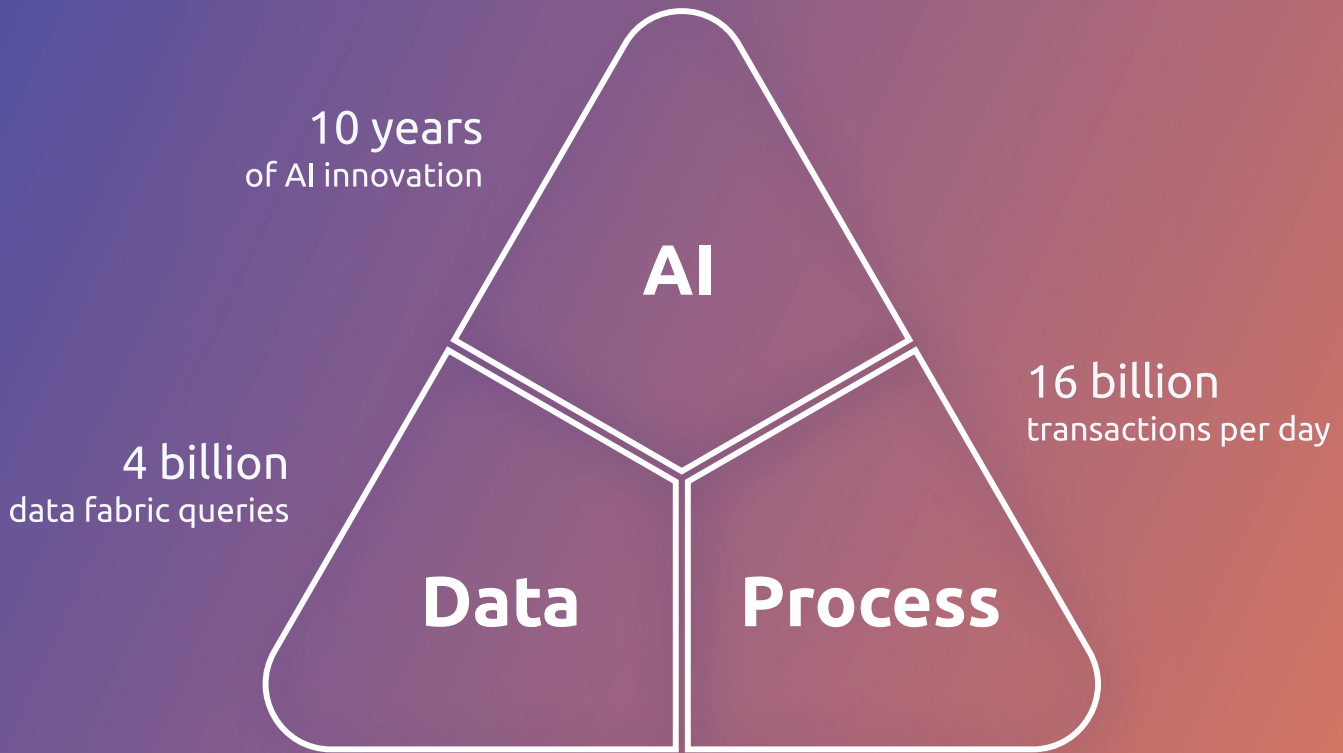 10 years
of AI innovation
AI
16 billion
transactions per day
4 billion
data fabric queries
Data
Process